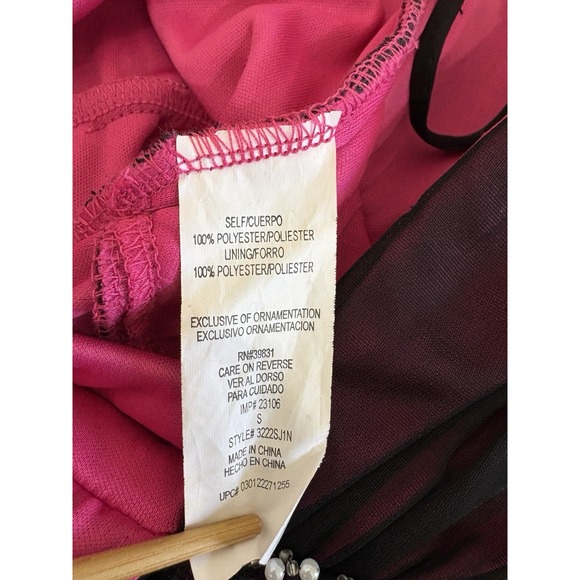 SELF/CUERPO
100% POLYESTER/POLIESTER
LINING/FORRO
100% POLYESTER/POLIESTER
EXCLUSIVE OF ORNAMENTATION
EXCLUSIVO ORNAMENTACION
RN#39831
CARE ON REVERSE
VER AL DORSO
PARA CUIDADO
IMP# 23106
S
STYLE# 3222SJ1N
MADE IN CHINA
HECHO EN CHINA
UPC# 030122271255